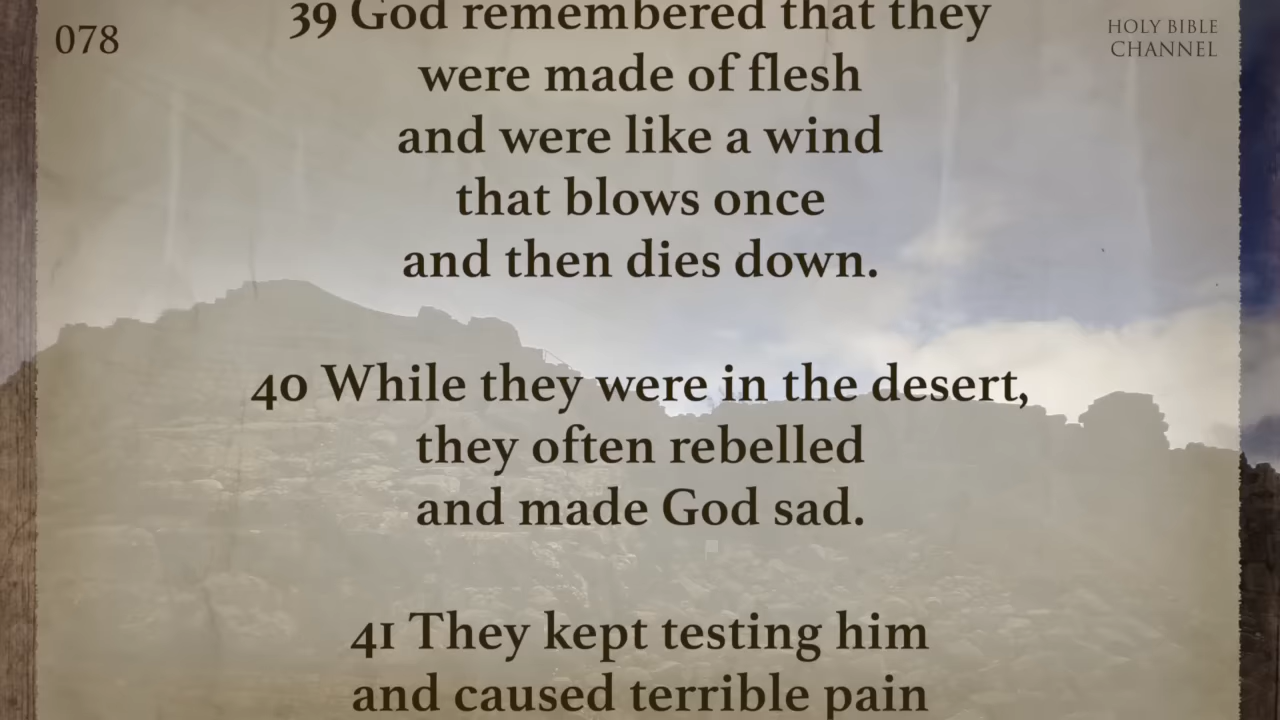 078
HOLY BIBLE
CHANNEL
39 God remembered that they
were made of flesh
and were like a wind
that blows once
and then dies down.
40 While they were in the desert,
they often rebelled
and made God sad.
41 They kept testing him
and caused terrible pain